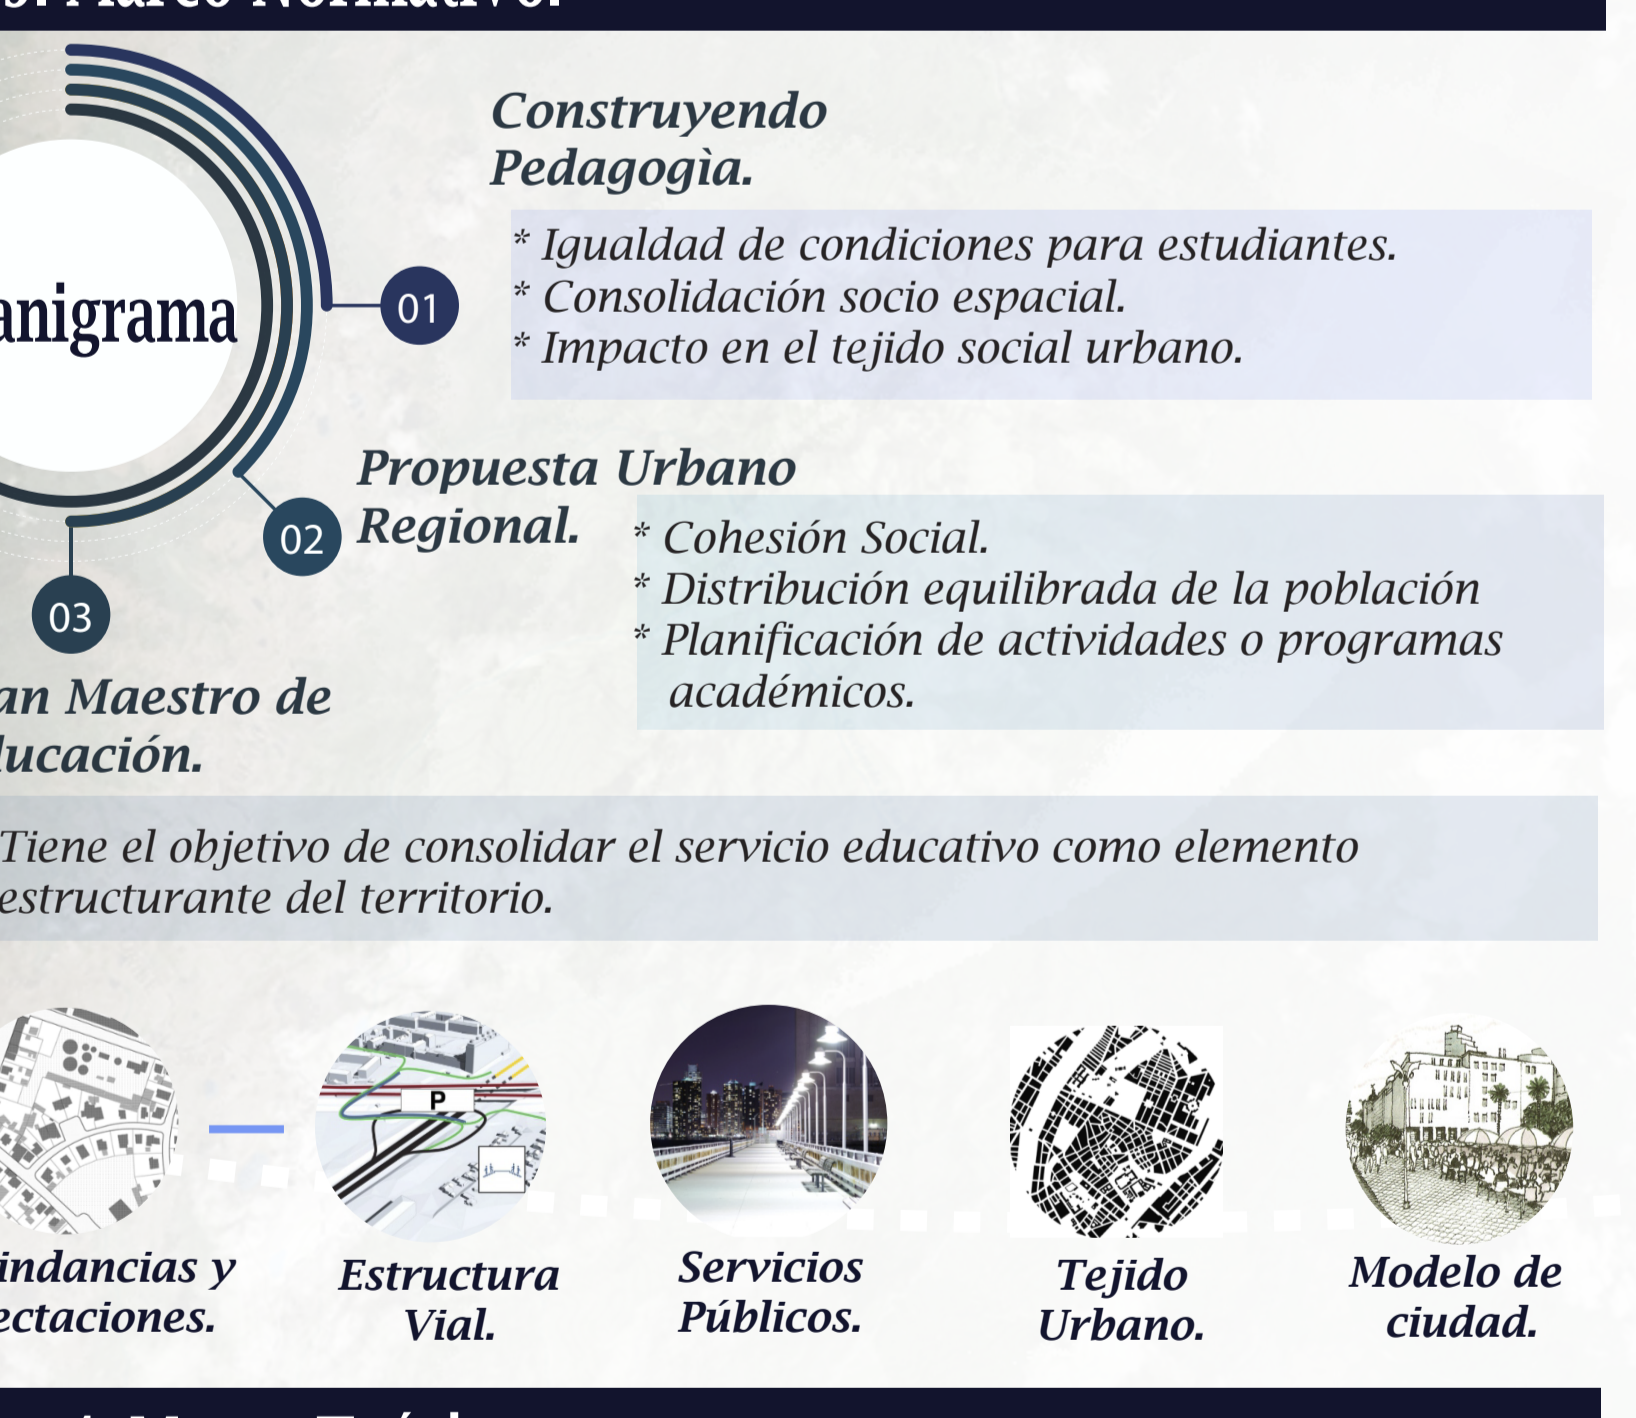 Marco Normativo.
Construyendo
Pedagogìa.
* Igualdad de condiciones para estudiantes.
* Consolidación socio espacial.
* Impacto en el tejido social urbano.
anigrama
01
Propuesta Urbano
Regional.
* Cohesión Social.
* Distribución equilibrada de la población
* Planificación de actividades o programas
académicos.
02
03
an Maestro de
ducación.
Tiene el objetivo de consolidar el servicio educativo como elemento
estructurante del territorio.
P
indancias y
ectaciones.
Estructura
Vial.
Servicios
Públicos.
Tejido
Urbano.
Modelo de
ciudad.